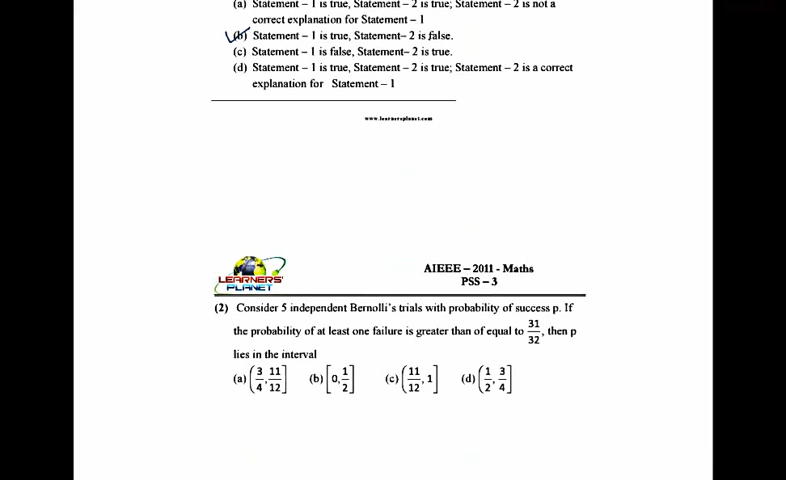 (a) Statement – 1 is true, Statement – 2 is true; Statement – 2 is not a
correct explanation for Statement – 1
(b) Statement – 1 is true, Statement– 2 is false.
(c) Statement – 1 is false, Statement– 2 is true.
(d) Statement – 1 is true, Statement – 2 is true; Statement – 2 is a correct
explanation for Statement – 1
www.learnersplanet.com
LEARNERS'
PLANET
AIEEE – 2011 - Maths
PSS – 3
(2) Consider 5 independent Bernolli's trials with probability of success p. If
the probability of at least one failure is greater than of equal to 31/32, then p
lies in the interval
(a) (3/4, 11/12] (b) [0, 1/2] (c) (11/12, 1] (d) (1/2, 3/4]